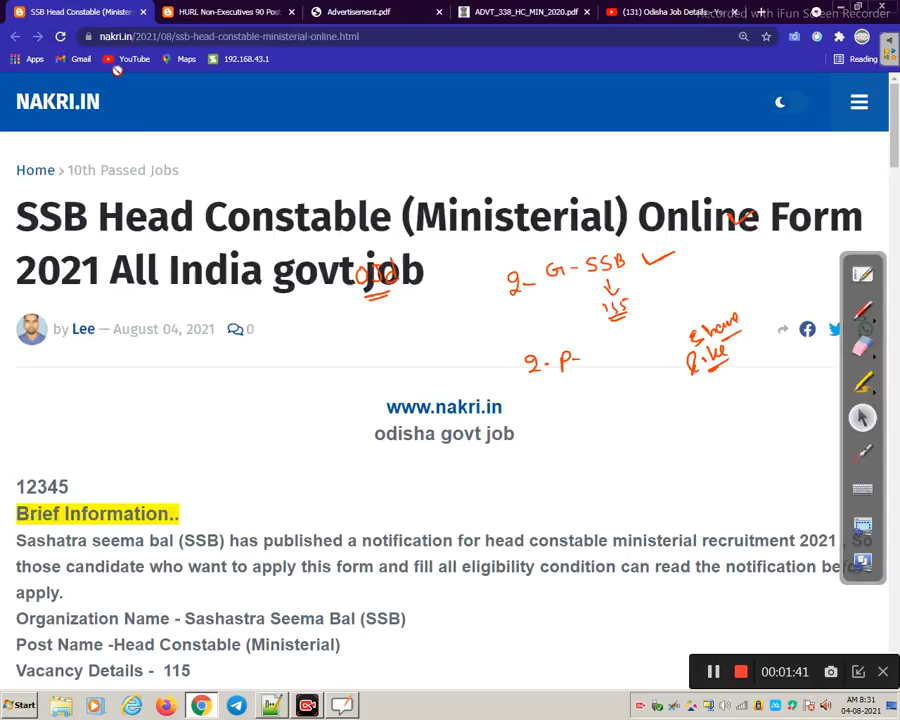 SSB Head Constable (Minister
HURL Non-Executives 90 Post
Advertisement.pdf
ADVT_338_HC_MIN_2020.pdf
(131) Odisha Job Details - Yo
Recorded with iFun Screen Recorder
nakri.in/2021/08/ssb-head-constable-ministerial-online.html
Apps
Gmail
YouTube
Maps
192.168.43.1
Reading
NAKRI.IN
Home > 10th Passed Jobs
SSB Head Constable (Ministerial) Online Form
2021 All India govt job
2- G - SSB
115
share
like
2- P-
by Lee — August 04, 2021 0
www.nakri.in
odisha govt job
12345
Brief Information..
Sashatra seema bal (SSB) has published a notification for head constable ministerial recruitment 2021 . So
those candidate who want to apply this form and fill all eligibility condition can read the notification before
apply.
Organization Name - Sashastra Seema Bal (SSB)
Post Name -Head Constable (Ministerial)
Vacancy Details - 115
00:01:41
Start
AM 8:31
04-08-2021